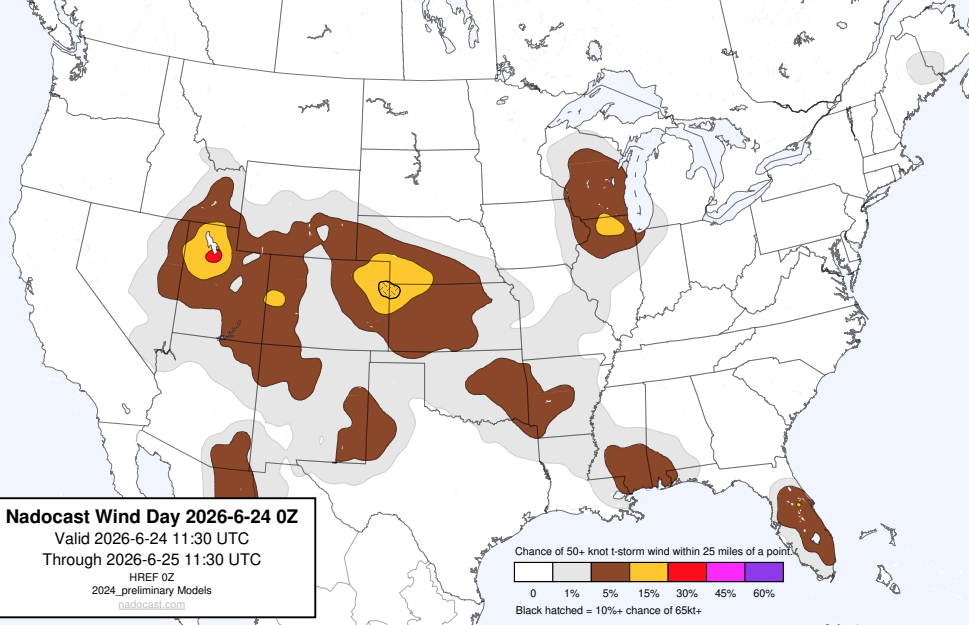 Nadocast Wind Day 2026-6-24 0Z
Valid 2026-6-24 11:30 UTC
Through 2026-6-25 11:30 UTC
HREF 0Z
2024_preliminary Models
nadocast.com
Chance of 50+ knot t-storm wind within 25 miles of a point.
0 1% 5% 15% 30% 45% 60%
Black hatched = 10%+ chance of 65kt+